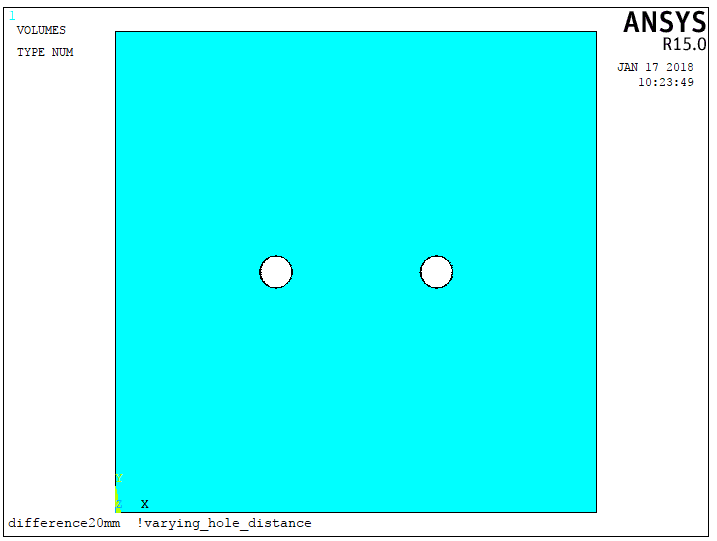 1
VOLUMES
TYPE NUM
ANSYS
R15.0
JAN 17 2018
10:23:49
Y
Z X
difference20mm !varying_hole_distance